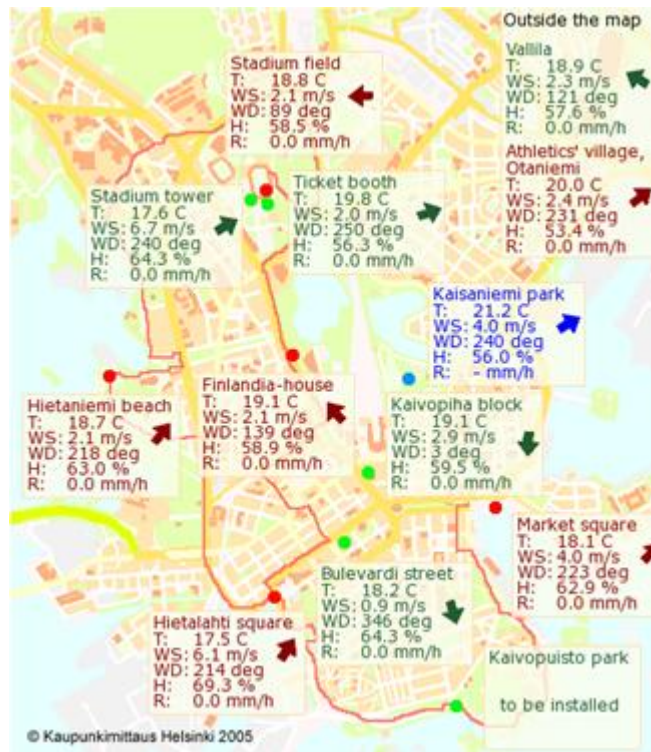 Outside the map
Vallila
T: 18.9 C
WS: 2.3 m/s
WD: 121 deg
H: 57.6 %
R: 0.0 mm/h
Athletics' village,
Otaniemi
T: 20.0 C
WS: 2.4 m/s
WD: 231 deg
H: 53.4 %
R: 0.0 mm/h
Stadium field
T: 18.8 C
WS: 2.1 m/s
WD: 89 deg
H: 58.5 %
R: 0.0 mm/h
Stadium tower
T: 17.6 C
WS: 6.7 m/s
WD: 240 deg
H: 64.3 %
R: 0.0 mm/h
Ticket booth
T: 19.8 C
WS: 2.0 m/s
WD: 250 deg
H: 56.3 %
R: 0.0 mm/h
Kaisaniemi park
T: 21.2 C
WS: 4.0 m/s
WD: 240 deg
H: 56.0 %
R: - mm/h
Hietaniemi beach
T: 18.7 C
WS: 2.1 m/s
WD: 218 deg
H: 63.0 %
R: 0.0 mm/h
Finlandia-house
T: 19.1 C
WS: 2.1 m/s
WD: 139 deg
H: 58.9 %
R: 0.0 mm/h
Kaivopiha block
T: 19.1 C
WS: 2.9 m/s
WD: 3 deg
H: 59.5 %
R: 0.0 mm/h
Market square
T: 18.1 C
WS: 4.0 m/s
WD: 223 deg
H: 62.9 %
R: 0.0 mm/h
Bulevardi street
T: 18.2 C
WS: 0.9 m/s
WD: 346 deg
H: 64.3 %
R: 0.0 mm/h
Hietalahti square
T: 17.5 C
WS: 6.1 m/s
WD: 214 deg
H: 69.3 %
R: 0.0 mm/h
Kaivopuisto park
to be installed
© Kaupunkimittaus Helsinki 2005